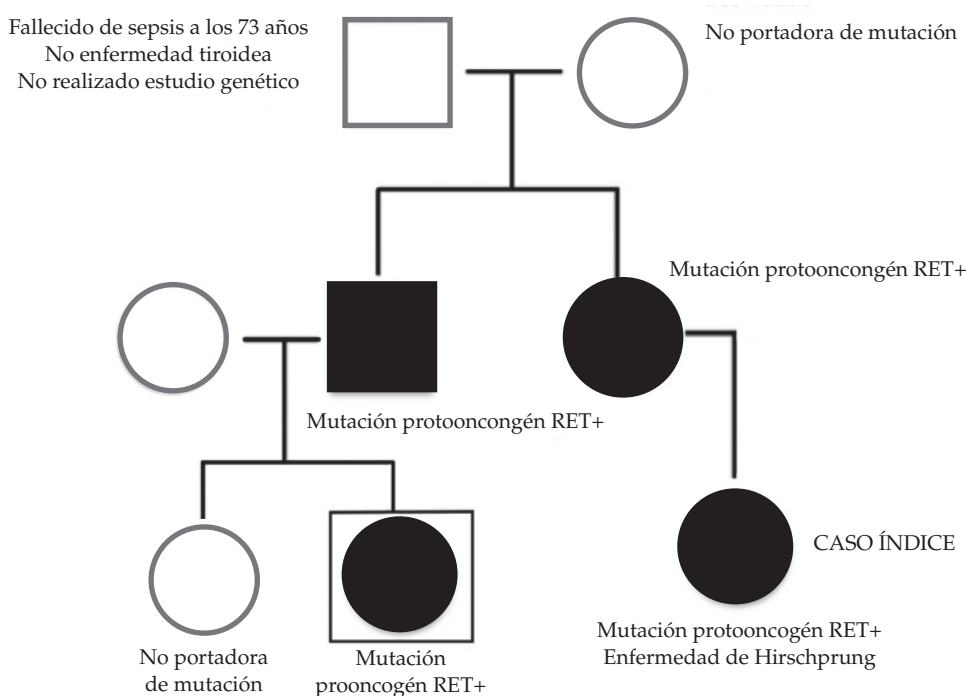 Fallecido de sepsis a los 73 años
No enfermedad tiroidea
No realizado estudio genético
No portadora de mutación
Mutación protooncongén RET+
Mutación protooncongén RET+
CASO ÍNDICE
No portadora
de mutación
Mutación
prooncogén RET+
Mutación protooncogén RET+
Enfermedad de Hirschprung